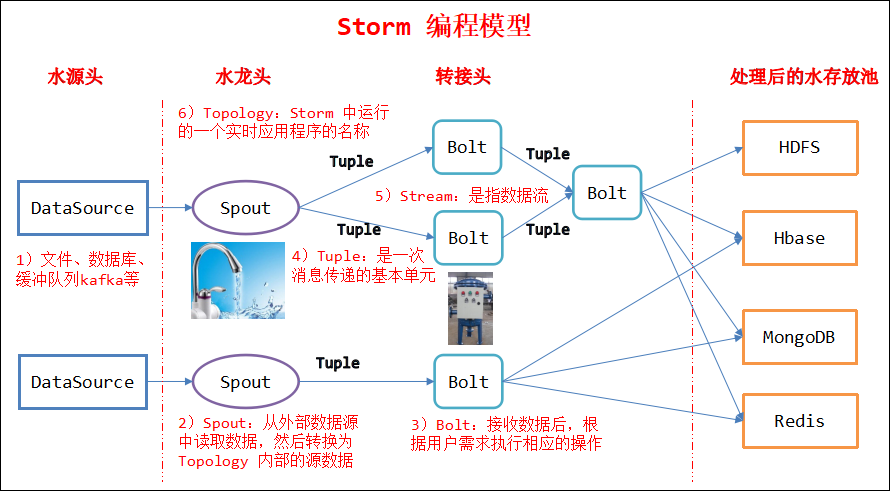 Storm 编程模型
水源头
水龙头
转接头
处理后的水存放池
6）Topology：Storm 中运行
的一个实时应用程序的名称
Tuple
Bolt
Tuple
HDFS
DataSource
Spout
5）Stream：是指数据流
Bolt
Tuple
Bolt
Tuple
Hbase
1）文件、数据库、
缓冲队列kafka等
4）Tuple：是一次
消息传递的基本单元
MongoDB
DataSource
Spout
Tuple
Bolt
Redis
2）Spout：从外部数据源
中读取数据，然后转换为
Topology 内部的源数据
3）Bolt：接收数据后，根
据用户需求执行相应的操作